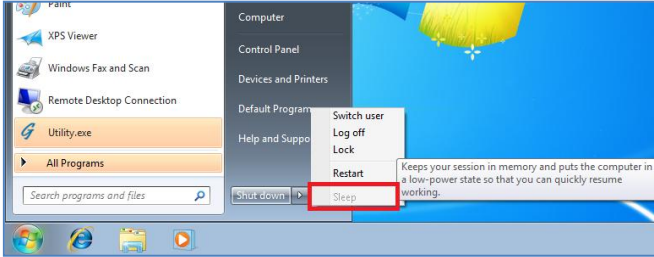 Paint
XPS Viewer
Windows Fax and Scan
Remote Desktop Connection
Utility.exe
All Programs
Search programs and files
Computer
Control Panel
Devices and Printers
Default Program
Help and Suppo
Shut down
Switch user
Log off
Lock
Restart
Sleep
Keeps your session in memory and puts the computer in
a low-power state so that you can quickly resume
working.